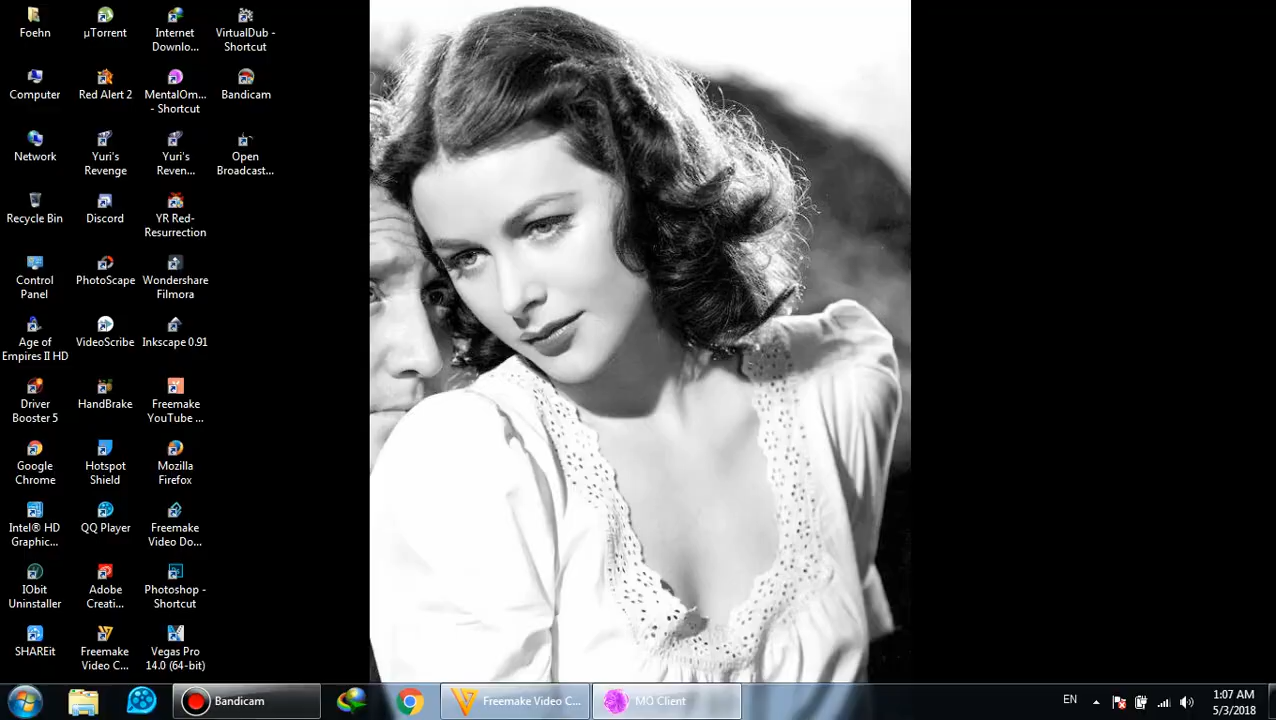 Foehn
µTorrent
Internet
Downlo...
VirtualDub -
Shortcut
Computer
Red Alert 2
MentalOm...
- Shortcut
Bandicam
Network
Yuri's
Revenge
Yuri's
Reven...
Open
Broadcast...
Recycle Bin
Discord
YR Red-
Resurrection
Control
Panel
PhotoScape
Wondershare
Filmora
Age of
Empires II HD
VideoScribe
Inkscape 0.91
Driver
Booster 5
HandBrake
Freemake
YouTube ...
Google
Chrome
Hotspot
Shield
Mozilla
Firefox
Intel® HD
Graphic...
QQ Player
Freemake
Video Do...
IObit
Uninstaller
Adobe
Creati...
Photoshop -
Shortcut
SHAREit
Freemake
Video C...
Vegas Pro
14.0 (64-bit)
Bandicam
Freemake Video C...
MO Client
EN
1:07 AM
5/3/2018